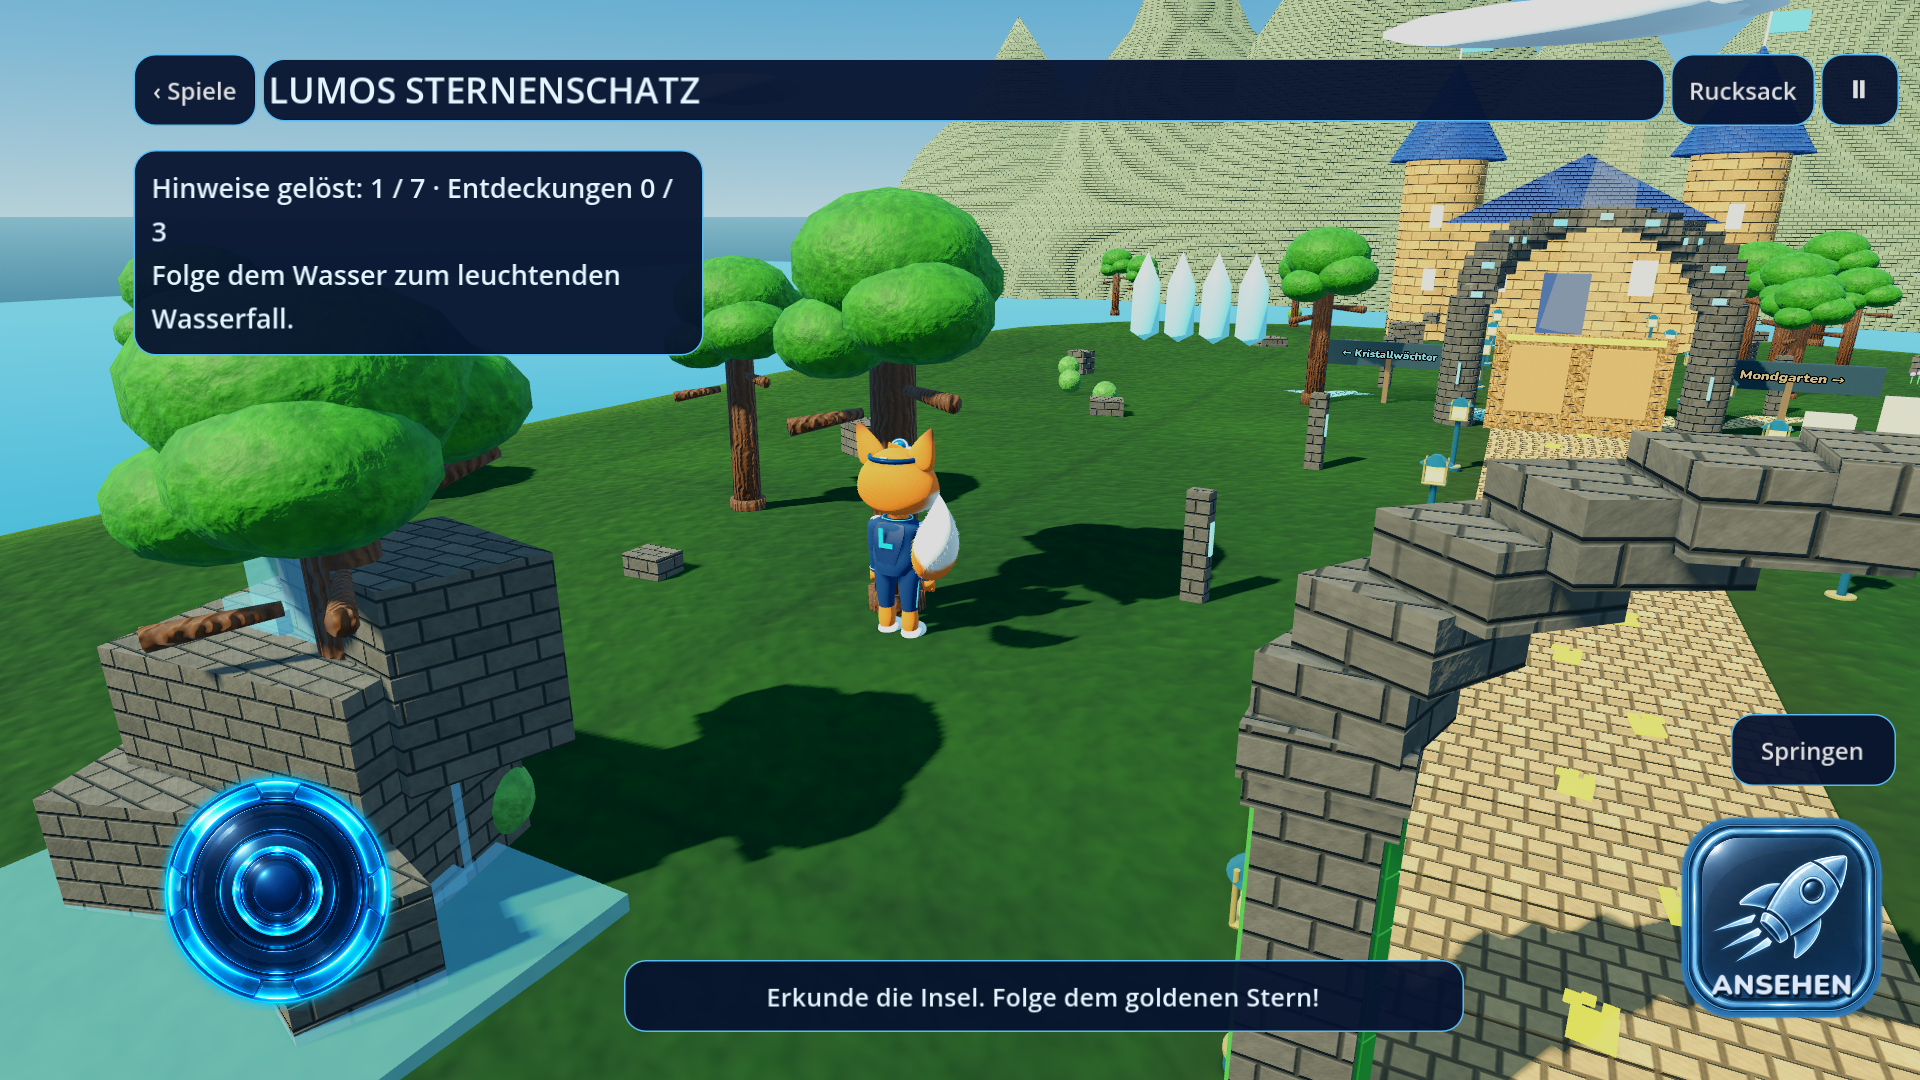 ‹ Spiele
LUMOS STERNENSCHATZ
Rucksack
Hinweise gelöst: 1 / 7 · Entdeckungen 0 /
3
Folge dem Wasser zum leuchtenden
Wasserfall.
← Kristallwächter
Mondgarten →
L
Springen
ANSEHEN
Erkunde die Insel. Folge dem goldenen Stern!